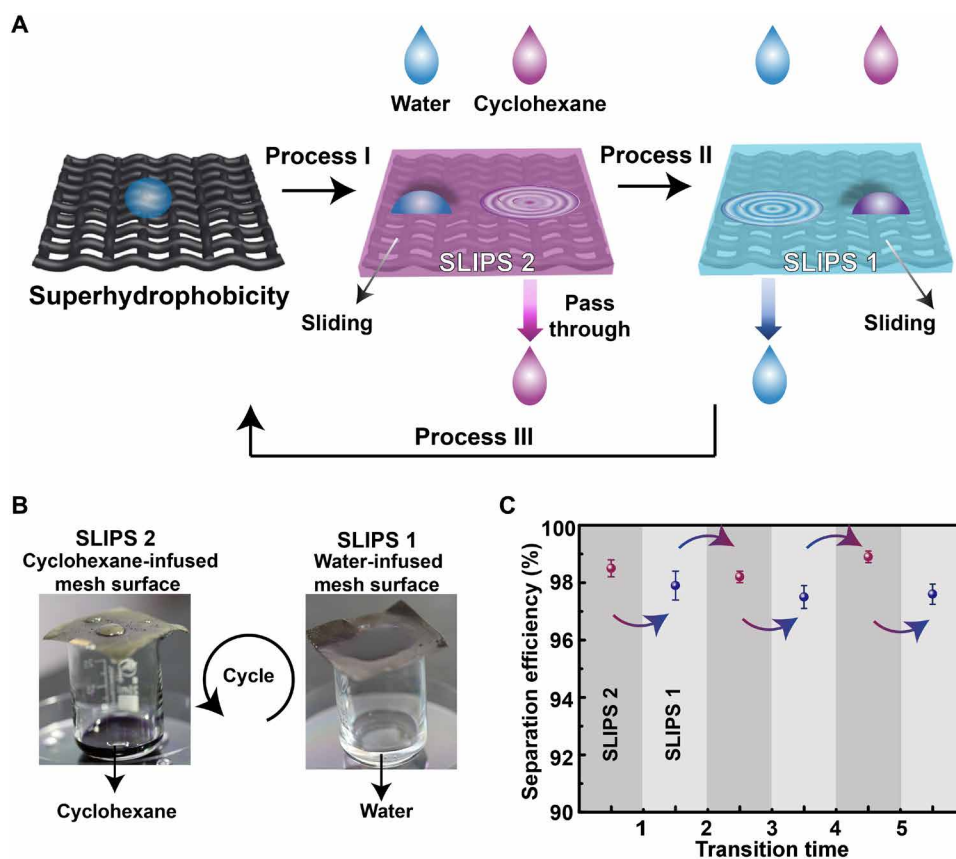 A
Water
Cyclohexane
Process I
Process II
SLIPS 2
SLIPS 1
Superhydrophobicity
Sliding
Pass
through
Sliding
Process III
B
SLIPS 2
Cyclohexane-infused
mesh surface
SLIPS 1
Water-infused
mesh surface
Cycle
Cyclohexane
Water
C
Separation efficiency (%)
100
98
96
94
92
90
SLIPS 2
SLIPS 1
1 2 3 4 5
Transition time